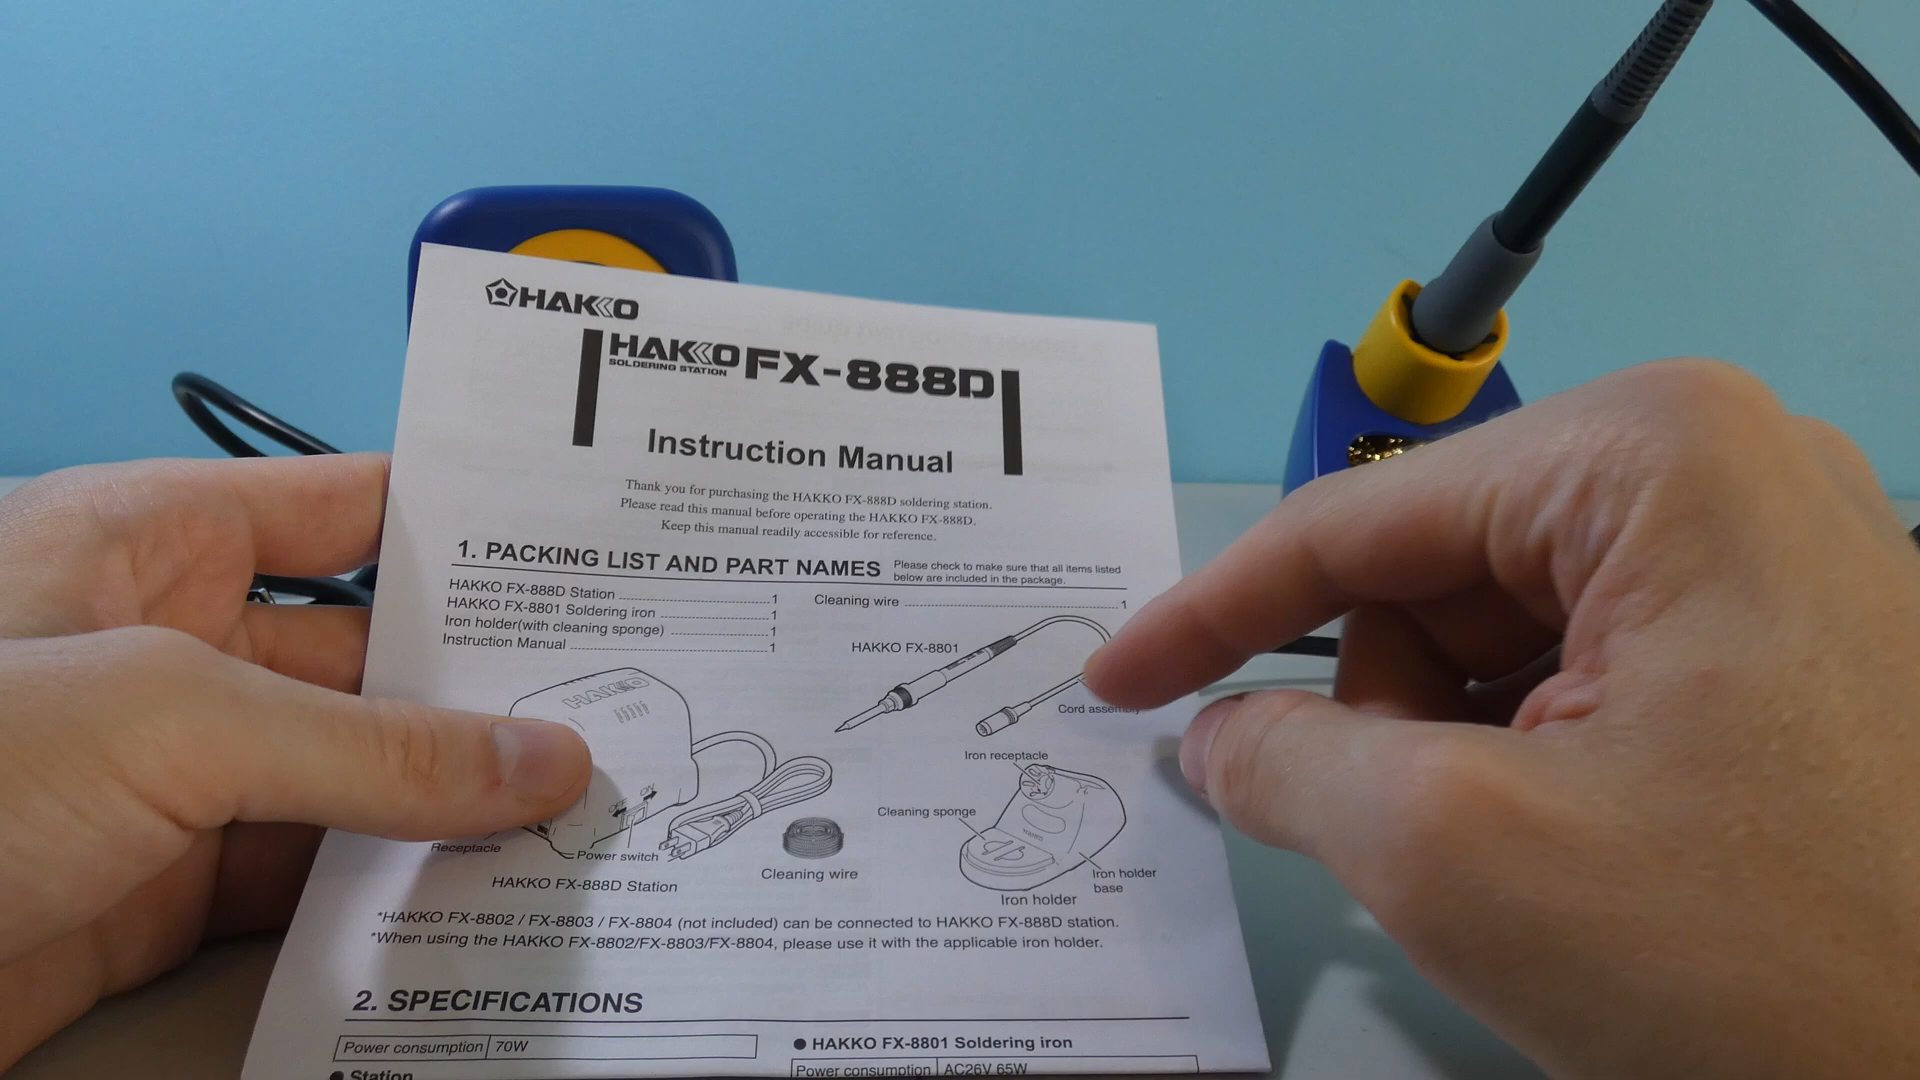 HAKKO
HAKKO FX-888D
SOLDERING STATION
Instruction Manual
Thank you for purchasing the HAKKO FX-888D soldering station.
Please read this manual before operating the HAKKO FX-888D.
Keep this manual readily accessible for reference.
1. PACKING LIST AND PART NAMES
Please check to make sure that all items listed
below are included in the package.
HAKKO FX-888D Station 1
HAKKO FX-8801 Soldering iron 1
Iron holder(with cleaning sponge) 1
Instruction Manual 1
Cleaning wire 1
HAKKO FX-8801
HAKKO
Cord assembly
Iron receptacle
Cleaning sponge
HAKKO
OFF
ON
Receptacle
Power switch
Cleaning wire
Iron holder
base
HAKKO FX-888D Station
Iron holder
*HAKKO FX-8802 / FX-8803 / FX-8804 (not included) can be connected to HAKKO FX-888D station.
*When using the HAKKO FX-8802/FX-8803/FX-8804, please use it with the applicable iron holder.
2. SPECIFICATIONS
Power consumption 70W
● Station
● HAKKO FX-8801 Soldering iron
Power consumption AC26V 65W